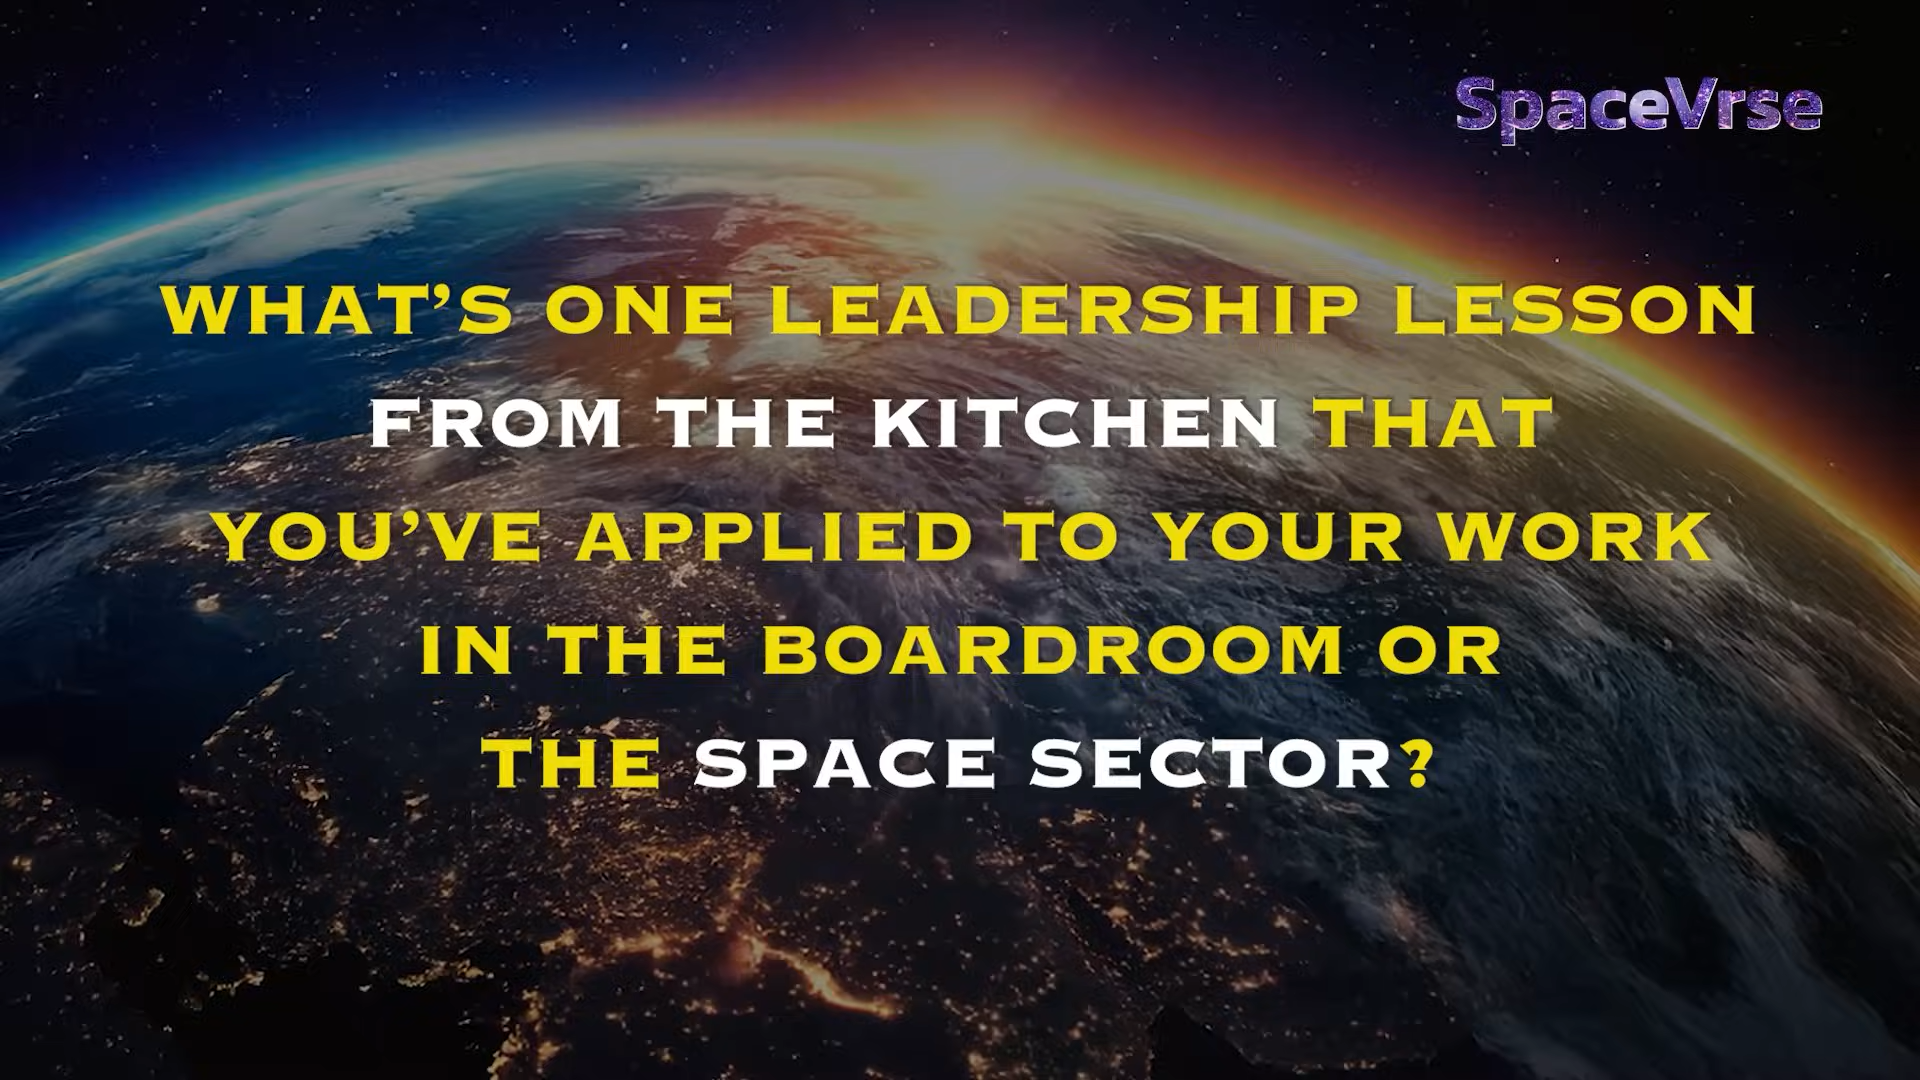 SpaceVrse
WHAT’S ONE LEADERSHIP LESSON
FROM THE KITCHEN THAT
YOU’VE APPLIED TO YOUR WORK
IN THE BOARDROOM OR
THE SPACE SECTOR?